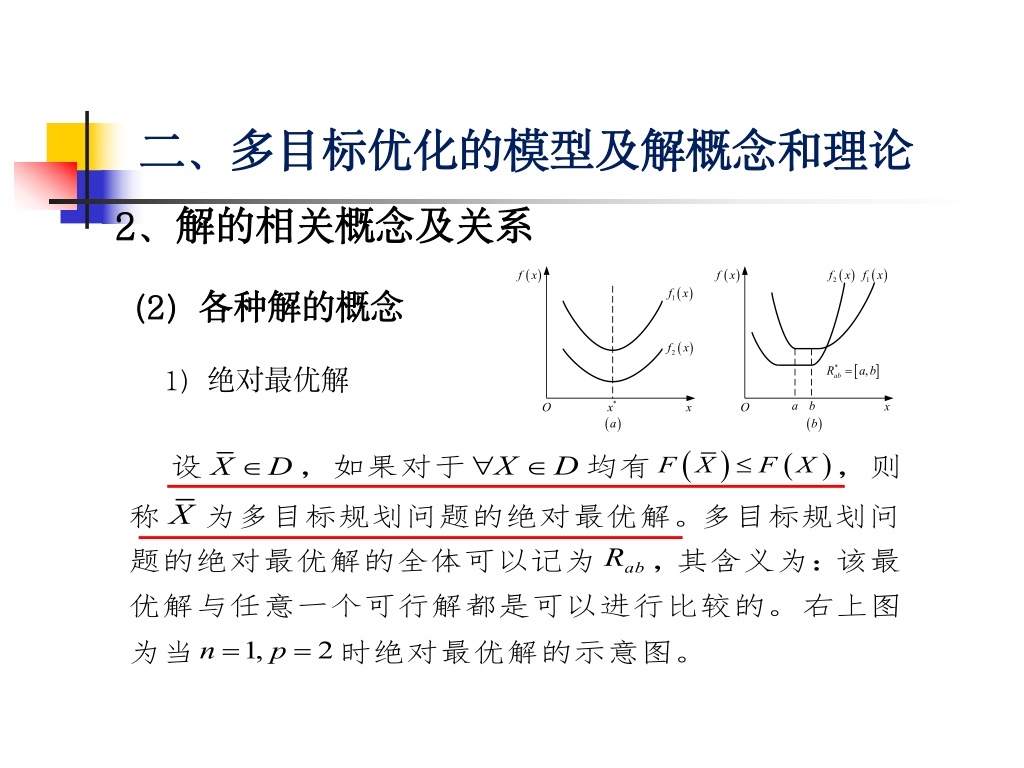 二、多目标优化的模型及解概念和理论
2、解的相关概念及关系
(2) 各种解的概念
1) 绝对最优解
f(x)
f₁(x)
f₂(x)
O
x*
x
(a)
f(x)
f₂(x) f₁(x)
R*ab=[a,b]
O
a b
x
(b)
设 X̅∈D，如果对于∀X∈D均有F(X̅)≤F(X)，则
称 X̅ 为多目标规划问题的绝对最优解。多目标规划问
题的绝对最优解的全体可以记为 Rab，其含义为：该最
优解与任意一个可行解都是可以进行比较的。右上图
为当 n=1, p=2 时绝对最优解的示意图。